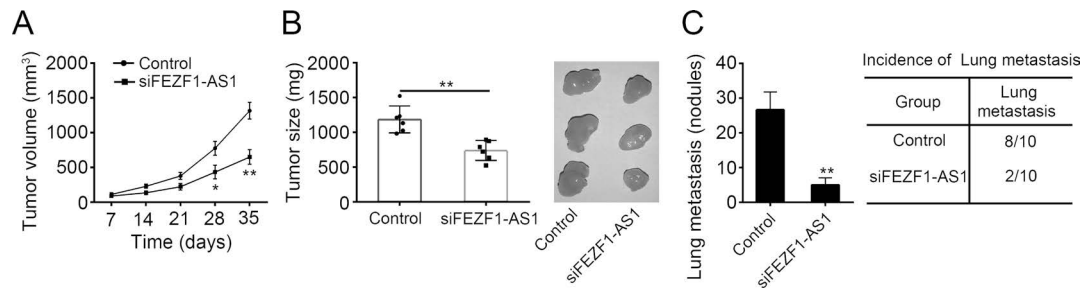 A
Tumor volume (mm³)
2000
1500
1000
500
0
Control
siFEZF1-AS1
*
**
7 14 21 28 35
Time (days)
B
Tumor size (mg)
2000
1500
1000
500
0
**
Control siFEZF1-AS1
Control
siFEZF1-AS1
C
Lung metastasis (nodules)
40
30
20
10
0
**
Control
siFEZF1-AS1
Incidence of Lung metastasis
Group
Lung
metastasis
Control 8/10
siFEZF1-AS1 2/10